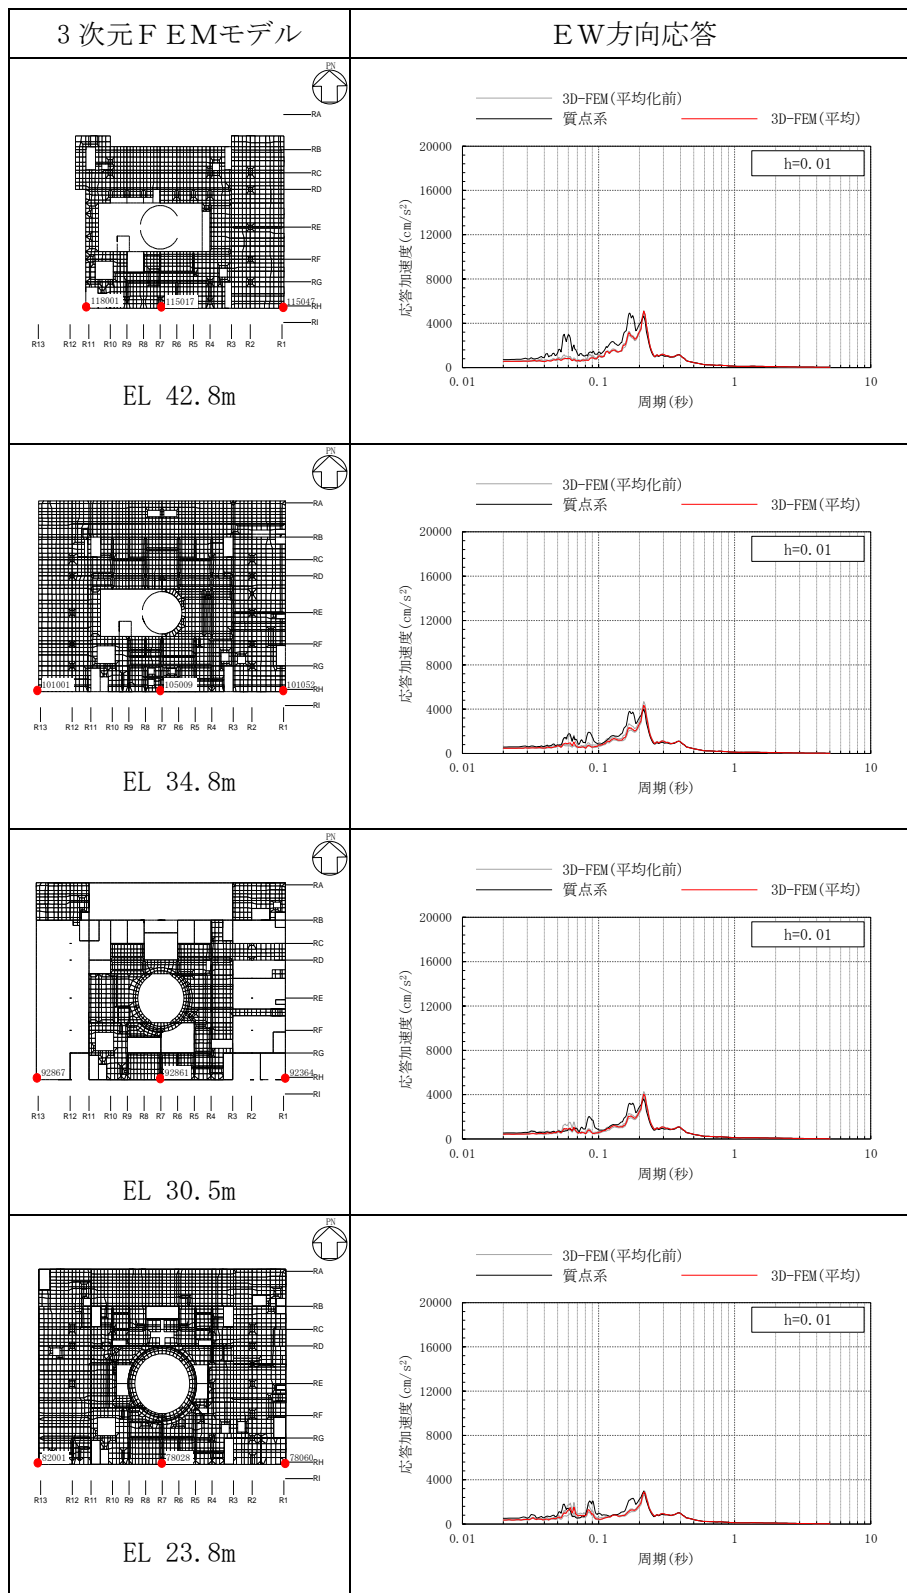 3次元ＦＥＭモデル
ＥＷ方向応答
PN
RA
RB
RC
RD
RE
RF
RG
RH
RI
118001
115017
115047
R13 R12 R11 R10 R9 R8 R7 R6 R5 R4 R3 R2 R1
EL 42.8m
3D-FEM(平均化前)
質点系
3D-FEM(平均)
h=0.01
応答加速度(cm/s²)
20000
16000
12000
8000
4000
0
0.01 0.1 1 10
周期(秒)
PN
RA
RB
RC
RD
RE
RF
RG
RH
RI
101001
105009
101052
R13 R12 R11 R10 R9 R8 R7 R6 R5 R4 R3 R2 R1
EL 34.8m
3D-FEM(平均化前)
質点系
3D-FEM(平均)
h=0.01
応答加速度(cm/s²)
20000
16000
12000
8000
4000
0
0.01 0.1 1 10
周期(秒)
PN
RA
RB
RC
RD
RE
RF
RG
RH
RI
92867
92861
92364
R13 R12 R11 R10 R9 R8 R7 R6 R5 R4 R3 R2 R1
EL 30.5m
3D-FEM(平均化前)
質点系
3D-FEM(平均)
h=0.01
応答加速度(cm/s²)
20000
16000
12000
8000
4000
0
0.01 0.1 1 10
周期(秒)
PN
RA
RB
RC
RD
RE
RF
RG
RH
RI
82001
78028
78060
R13 R12 R11 R10 R9 R8 R7 R6 R5 R4 R3 R2 R1
EL 23.8m
3D-FEM(平均化前)
質点系
3D-FEM(平均)
h=0.01
応答加速度(cm/s²)
20000
16000
12000
8000
4000
0
0.01 0.1 1 10
周期(秒)